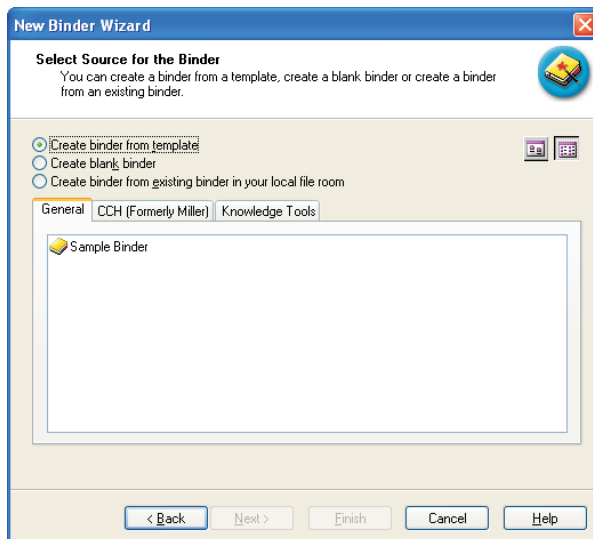 New Binder Wizard
Select Source for the Binder
You can create a binder from a template, create a blank binder or create a binder
from an existing binder.
Create binder from template
Create blank binder
Create binder from existing binder in your local file room
General CCH (Formerly Miller) Knowledge Tools
Sample Binder
< Back Next > Finish Cancel Help